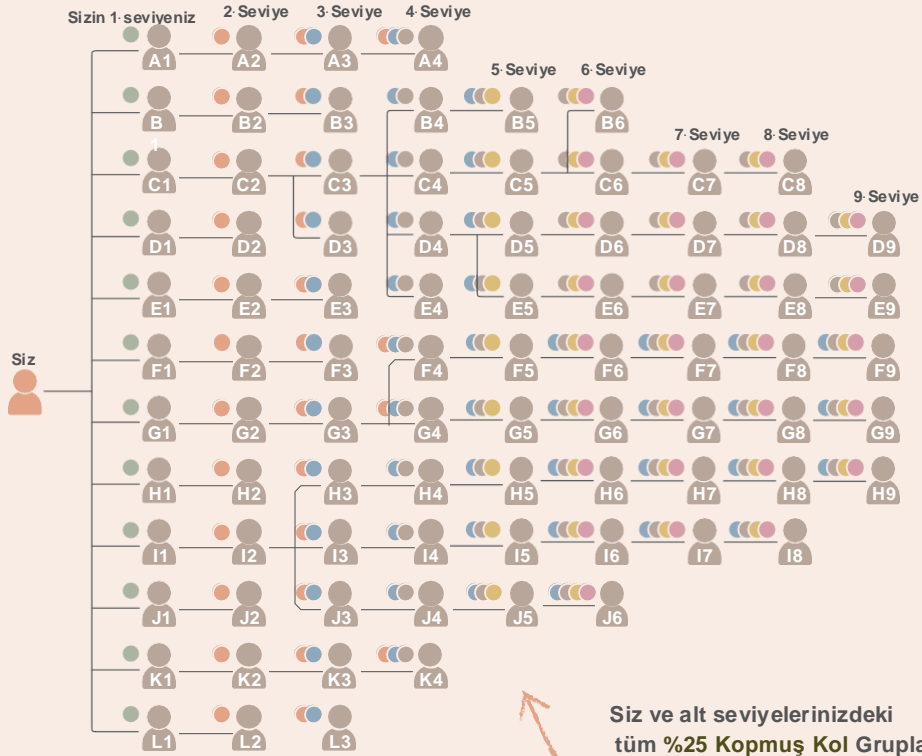 Sizin 1· seviyeniz 2· Seviye 3· Seviye 4· Seviye
A1 A2 A3 A4
5· Seviye 6· Seviye
B1 B2 B3 B4 B5 B6
7· Seviye 8· Seviye
C1 C2 C3 C4 C5 C6 C7 C8
9· Seviye
D1 D2 D3 D4 D5 D6 D7 D8 D9
E1 E2 E3 E4 E5 E6 E7 E8 E9
Siz
F1 F2 F3 F4 F5 F6 F7 F8 F9
G1 G2 G3 G4 G5 G6 G7 G8 G9
H1 H2 H3 H4 H5 H6 H7 H8 H9
I1 I2 I3 I4 I5 I6 I7 I8
J1 J2 J3 J4 J5 J6
K1 K2 K3 K4
L1 L2 L3
Siz ve alt seviyelerinizdeki
tüm %25 Kopmuş Kol